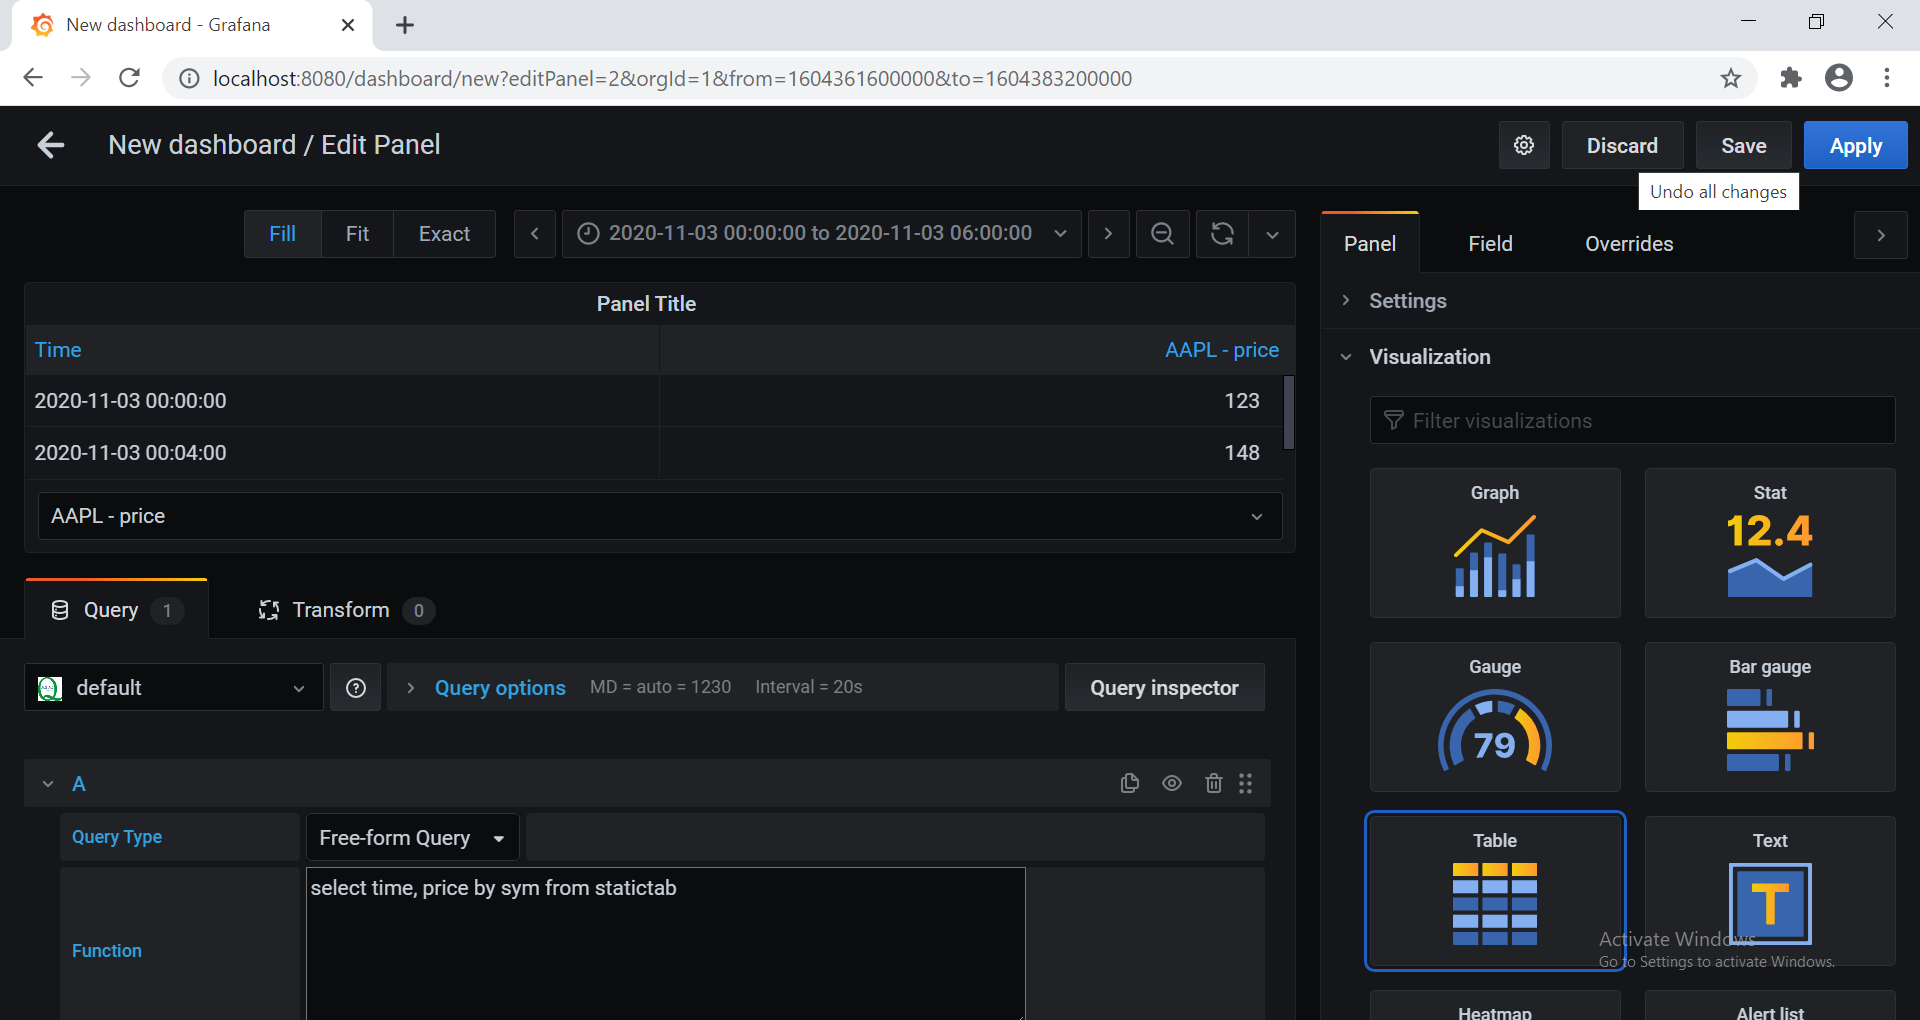 New dashboard - Grafana
localhost:8080/dashboard/new?editPanel=2&orgId=1&from=1604361600000&to=1604383200000
New dashboard / Edit Panel
Discard
Save
Apply
Undo all changes
Fill
Fit
Exact
2020-11-03 00:00:00 to 2020-11-03 06:00:00
Panel
Field
Overrides
Panel Title
Time
AAPL - price
2020-11-03 00:00:00
123
2020-11-03 00:04:00
148
AAPL - price
Query 1
Transform 0
default
Query options
MD = auto = 1230
Interval = 20s
Query inspector
A
Query Type
Free-form Query
Function
select time, price by sym from statictab
Settings
Visualization
Filter visualizations
Graph
Stat
12.4
Gauge
79
Bar gauge
Table
Text
T
Activate Windows
Go to Settings to activate Windows.
Heatmap
Alert list